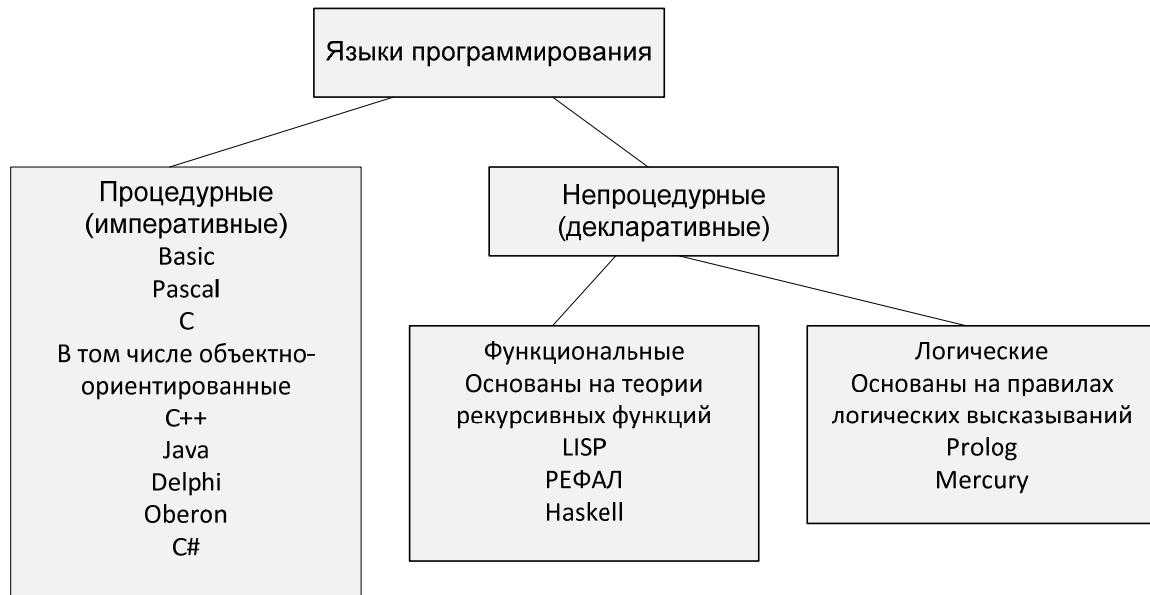 Языки программирования
Процедурные
(императивные)
Basic
Pascal
C
В том числе объектно-
ориентированные
C++
Java
Delphi
Oberon
C#
Непроцедурные
(декларативные)
Функциональные
Основаны на теории
рекурсивных функций
LISP
РЕФАЛ
Haskell
Логические
Основаны на правилах
логических высказываний
Prolog
Mercury